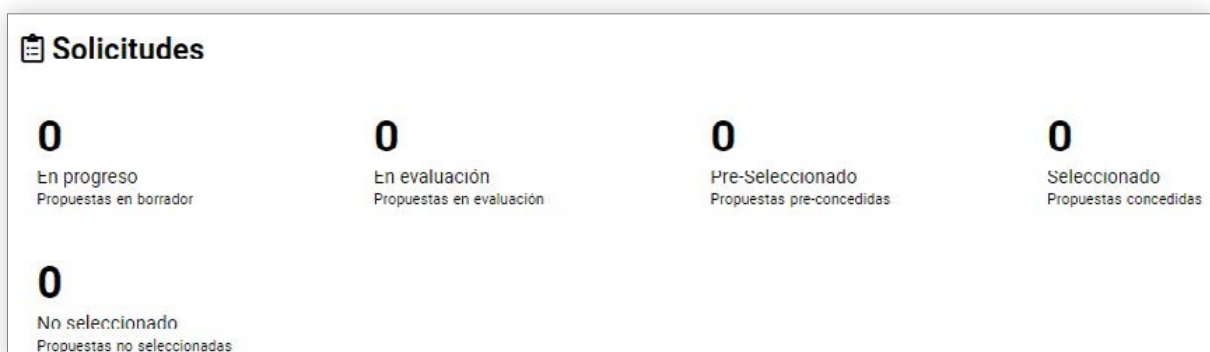 Solicitudes
0 0 0 0
En progreso En evaluación Pre-Seleccionado Seleccionado
Propuestas en borrador Propuestas en evaluación Propuestas pre-concedidas Propuestas concedidas
0
No seleccionado
Propuestas no seleccionadas